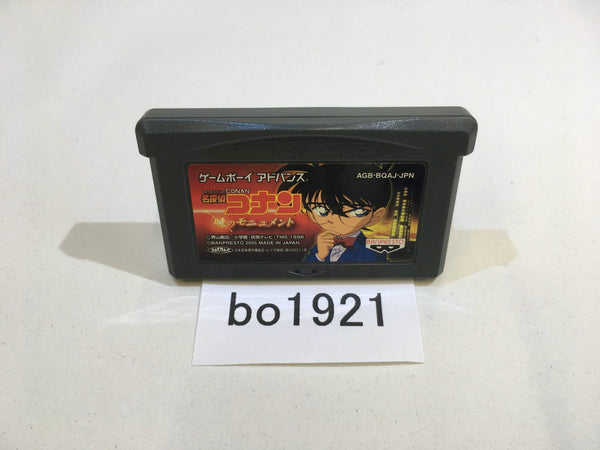 ゲームボーイ アドバンス
AGB-BQAJ-JPN
CONAN
名探偵
コナン
暁のモニュメント
©青山剛昌/小学館・読売テレビ・TMS 1996
©BANPRESTO 2005 MADE IN JAPAN
BANPRESTO
bo1921